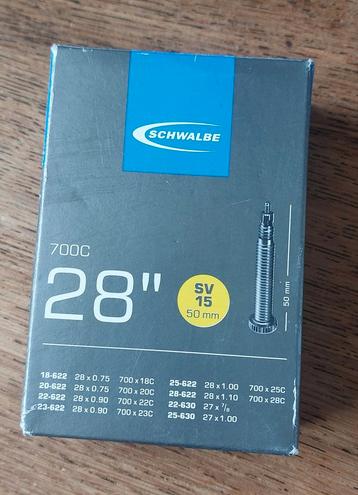 SCHWALBE
700C
28"
SV
15
50 mm
50 mm
18-622 28 x 0.75 700 x 18C
20-622 28 x 0.75 700 x 20C
22-622 28 x 0.90 700 x 22C
23-622 28 x 0.90 700 x 23C
25-622 28 x 1.00 700 x 25C
28-622 28 x 1.10 700 x 28C
22-630 27 x 7/8
25-630 27 x 1.00